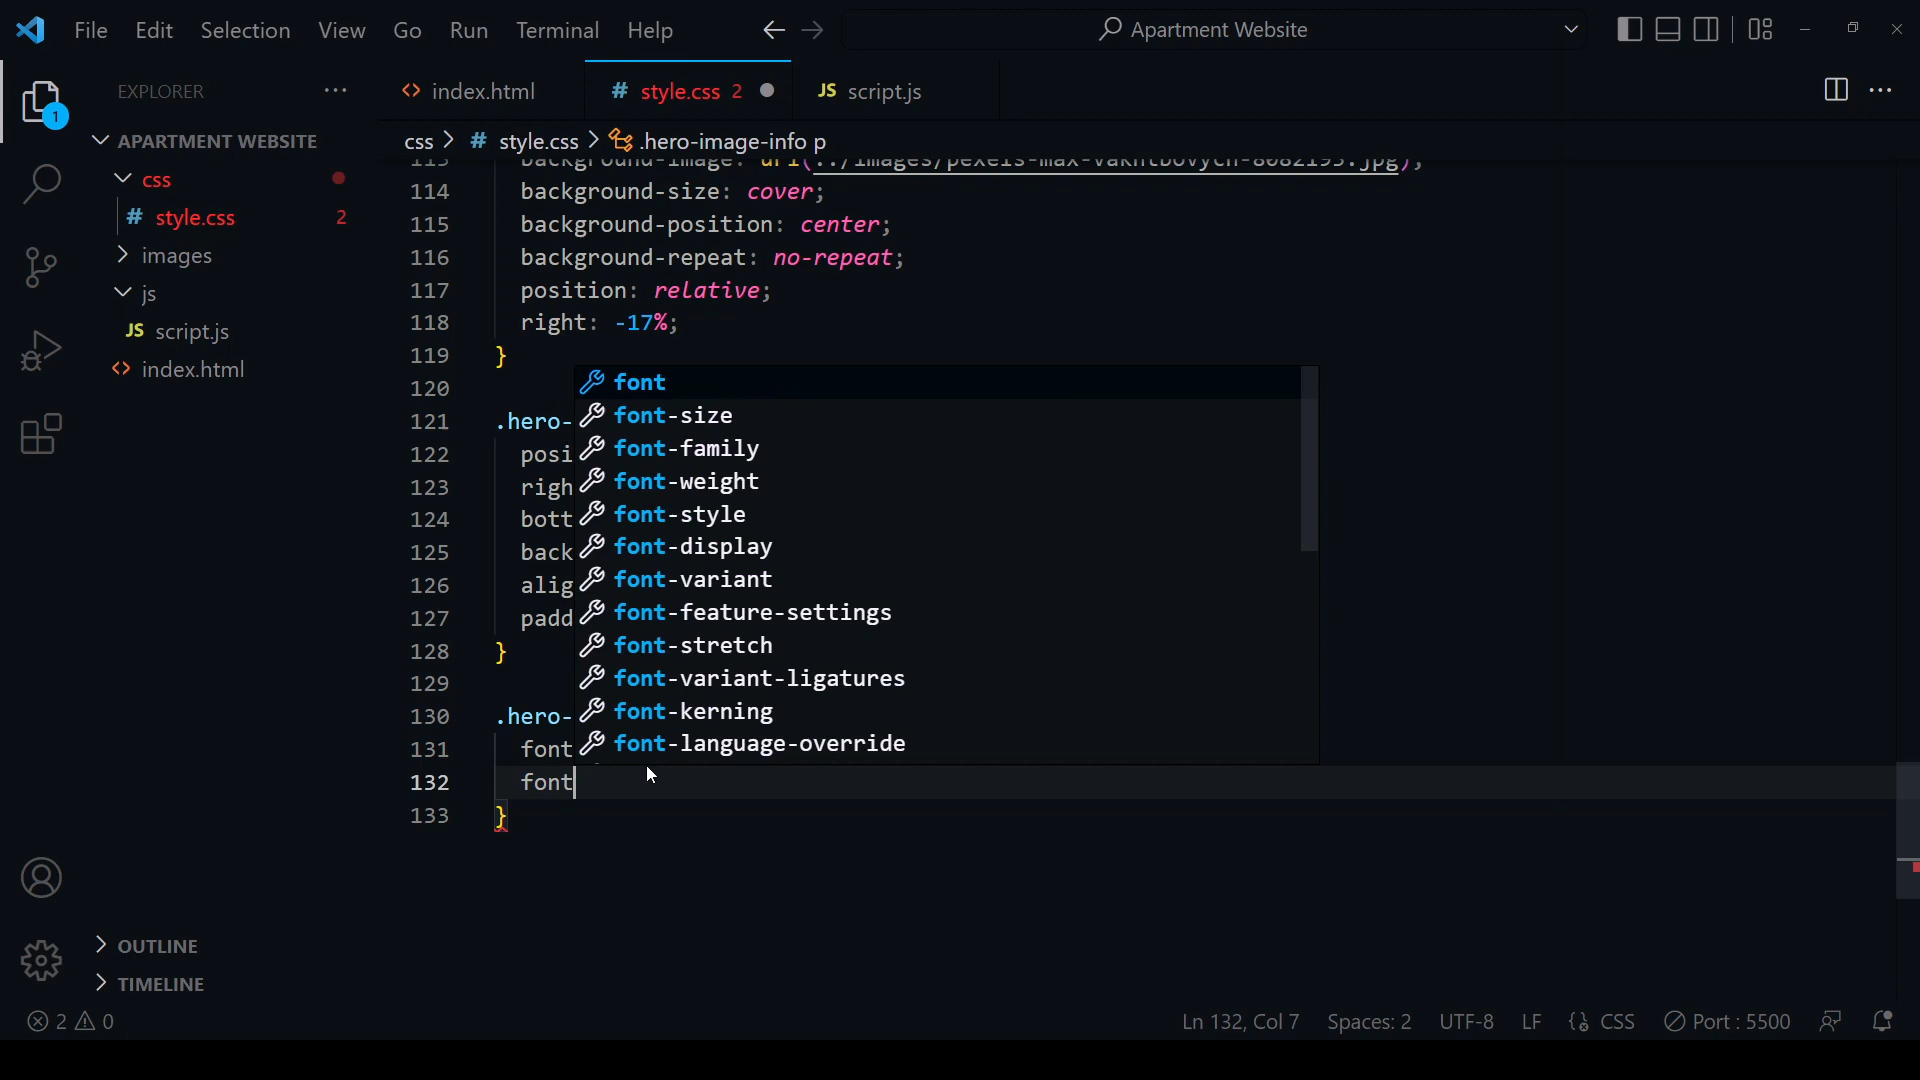 File Edit Selection View Go Run Terminal Help Apartment Website
EXPLORER
index.html # style.css 2 JS script.js
APARTMENT WEBSITE
css > # style.css > .hero-image-info p
css
# style.css 2
images
js
JS script.js
index.html
113 background-image: url(../images/pexels-max-vakhtbovych-8082193.jpg);
114 background-size: cover;
115 background-position: center;
116 background-repeat: no-repeat;
117 position: relative;
118 right: -17%;
119 }
120
121 .hero-
122 posi
123 righ
124 bott
125 back
126 alig
127 padd
128 }
129
130 .hero-
131 font
132 font
133 }
font
font-size
font-family
font-weight
font-style
font-display
font-variant
font-feature-settings
font-stretch
font-variant-ligatures
font-kerning
font-language-override
1
OUTLINE
TIMELINE
2 0 Ln 132, Col 7 Spaces: 2 UTF-8 LF {} CSS Port : 5500